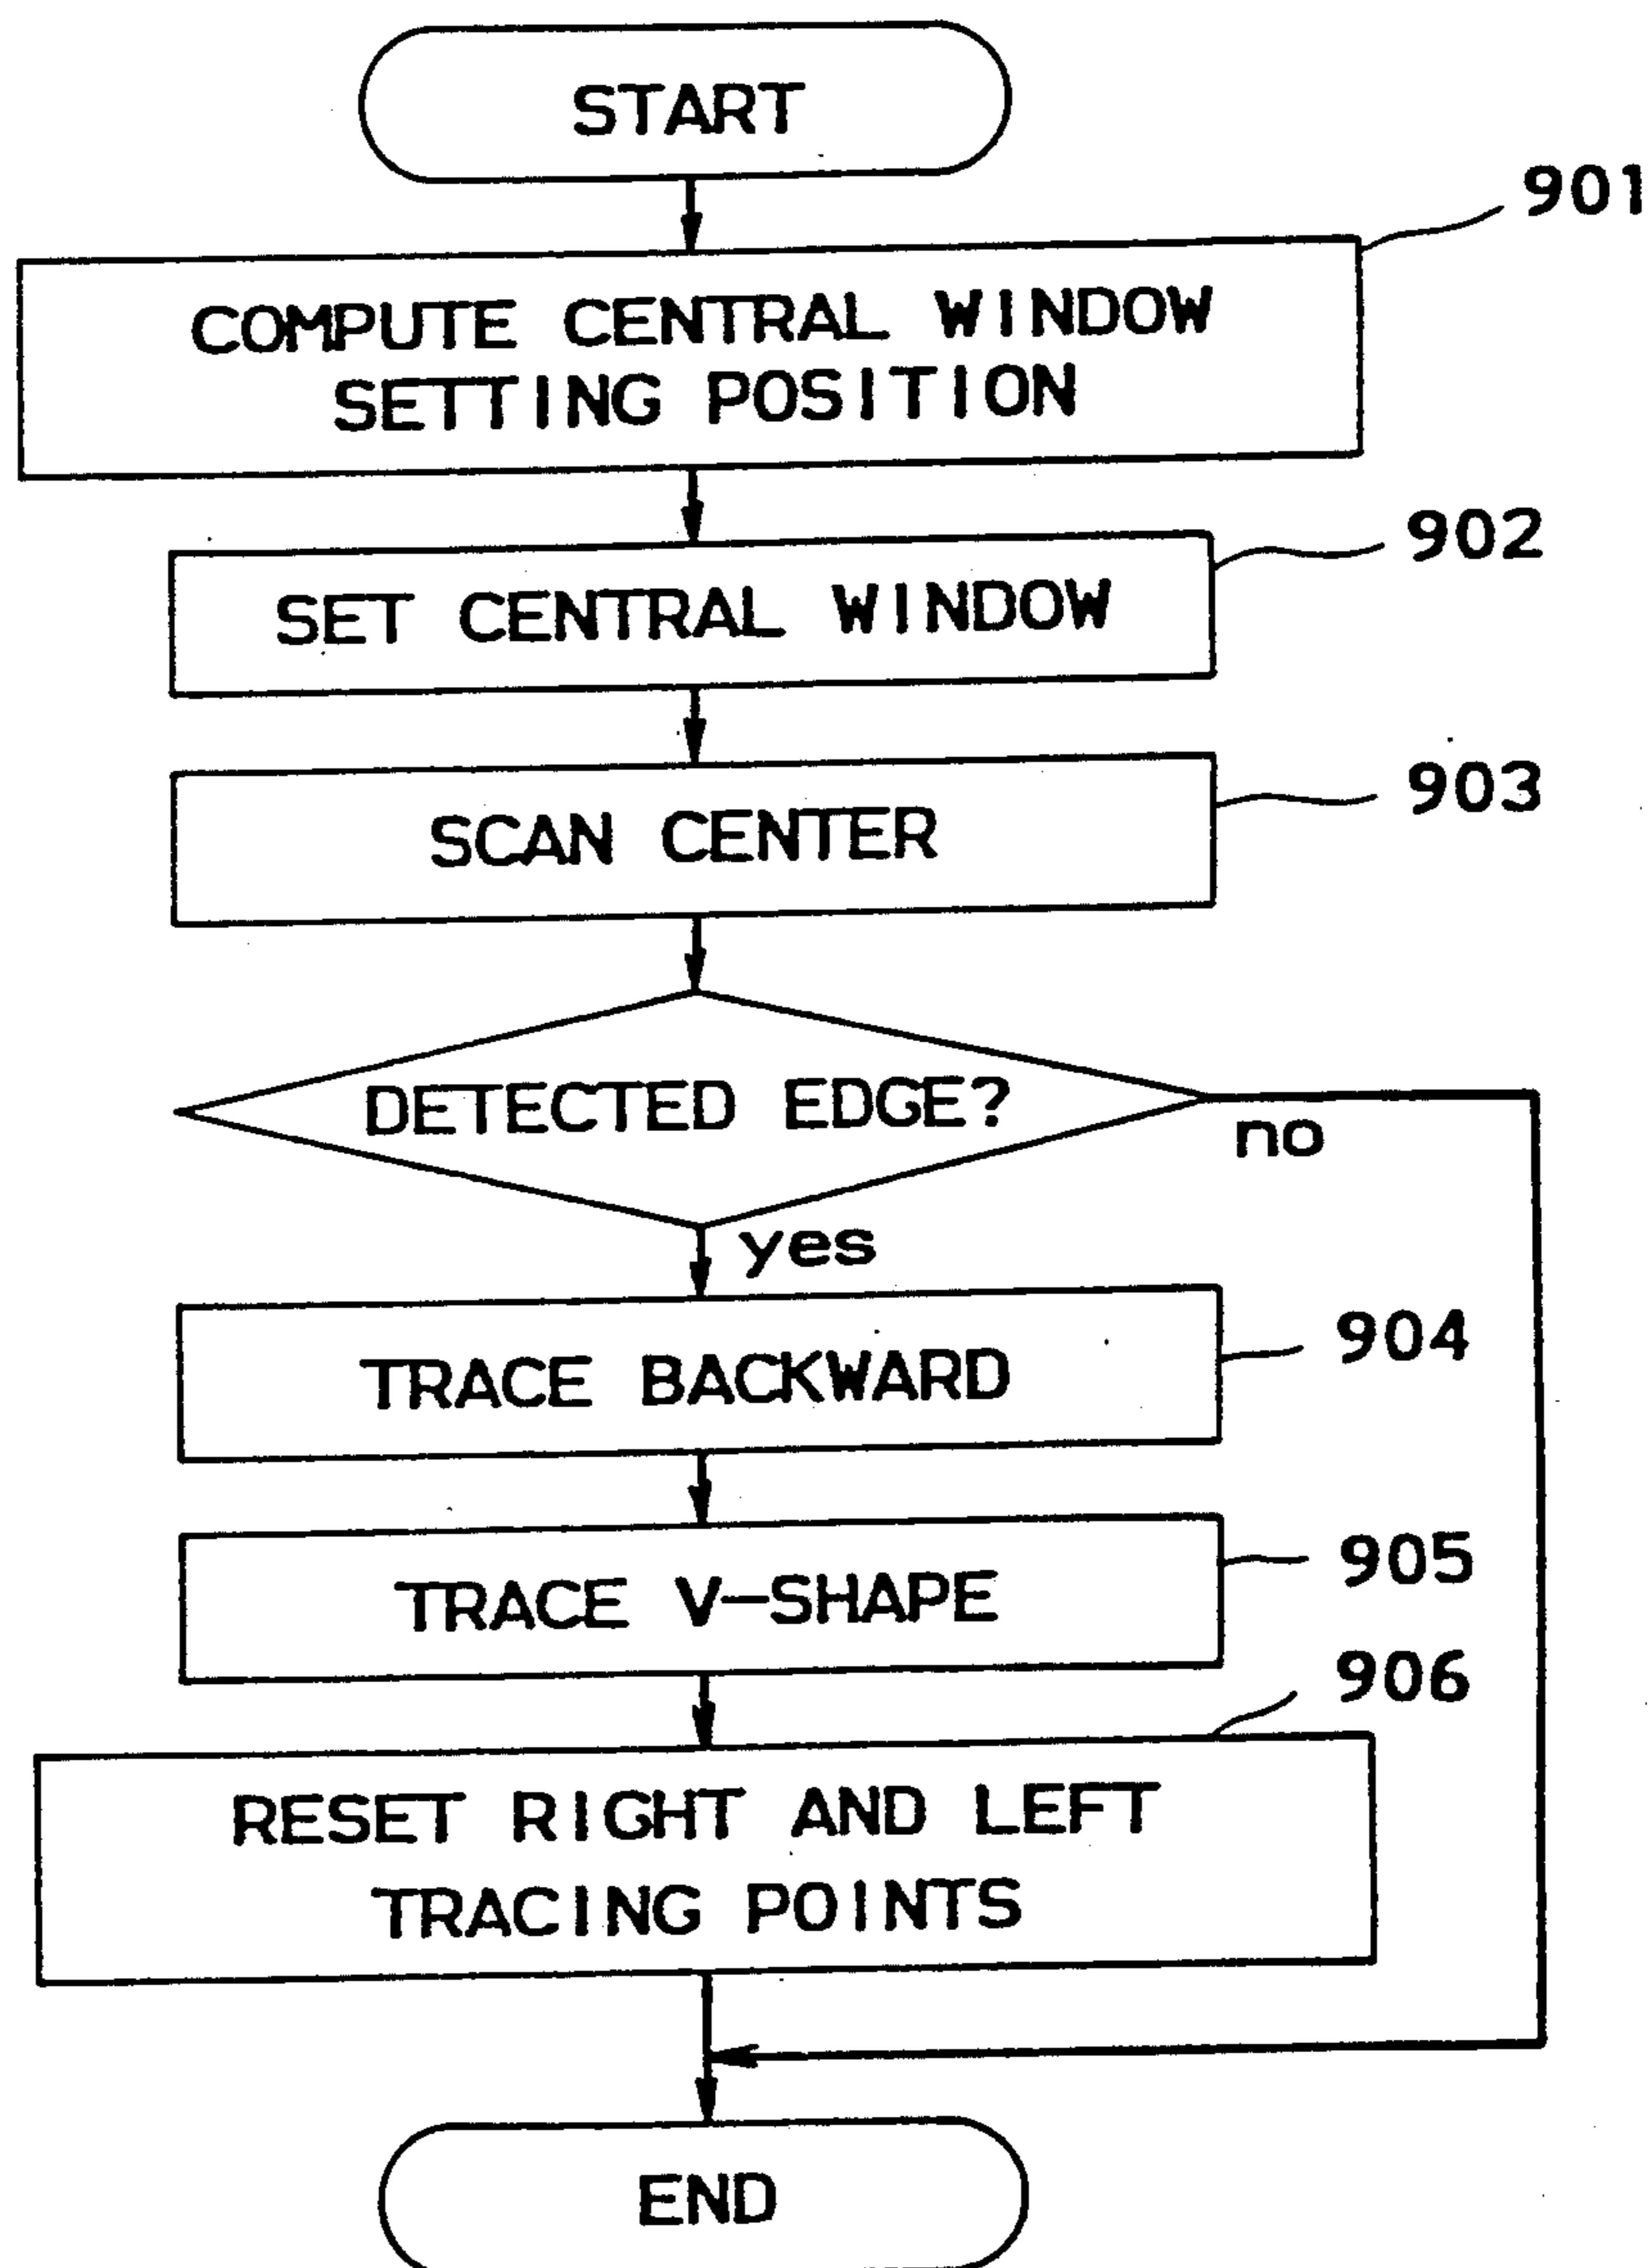 START
901
COMPUTE CENTRAL WINDOW
SETTING POSITION
902
SET CENTRAL WINDOW
903
SCAN CENTER
DETECTED EDGE?
no
yes
904
TRACE BACKWARD
905
TRACE V-SHAPE
906
RESET RIGHT AND LEFT
TRACING POINTS
END